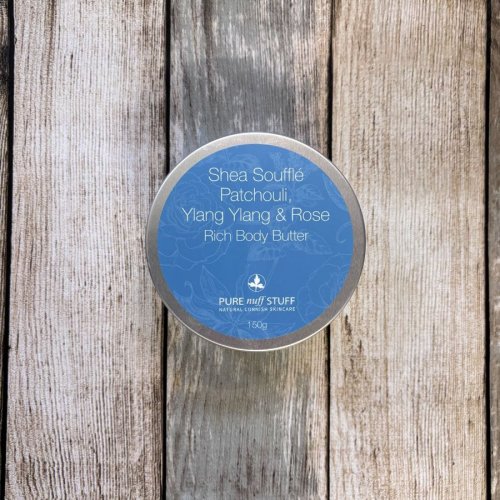 Shea Soufflé
Patchouli,
Ylang Ylang & Rose
Rich Body Butter
PURE nuff STUFF
NATURAL CORNISH SKINCARE
150g